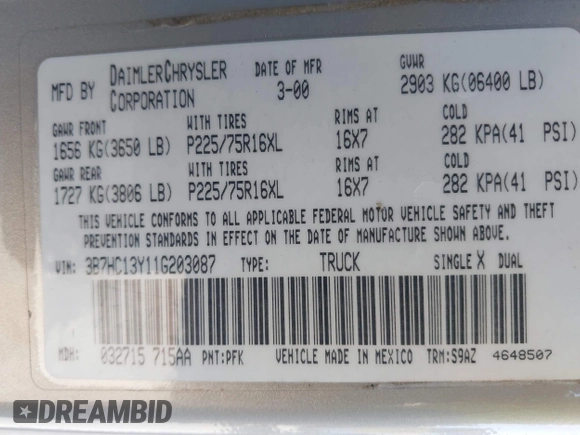 MFD BY DAIMLERCHRYSLER CORPORATION DATE OF MFR 3-00 GVWR 2903 KG(06400 LB)
GAWR FRONT WITH TIRES RIMS AT COLD
1656 KG(3650 LB) P225/75R16XL 16X7 282 KPA(41 PSI)
GAWR REAR WITH TIRES RIMS AT COLD
1727 KG(3806 LB) P225/75R16XL 16X7 282 KPA(41 PSI)
THIS VEHICLE CONFORMS TO ALL APPLICABLE FEDERAL MOTOR VEHICLE SAFETY AND THEFT
PREVENTION STANDARDS IN EFFECT ON THE DATE OF MANUFACTURE SHOWN ABOVE.
VIN: 3B7HC13Y11G203087 TYPE: TRUCK SINGLE X DUAL
MDH: 032715 715AA PNT:PFK VEHICLE MADE IN MEXICO TRM:S9AZ 4648507
DREAMBID